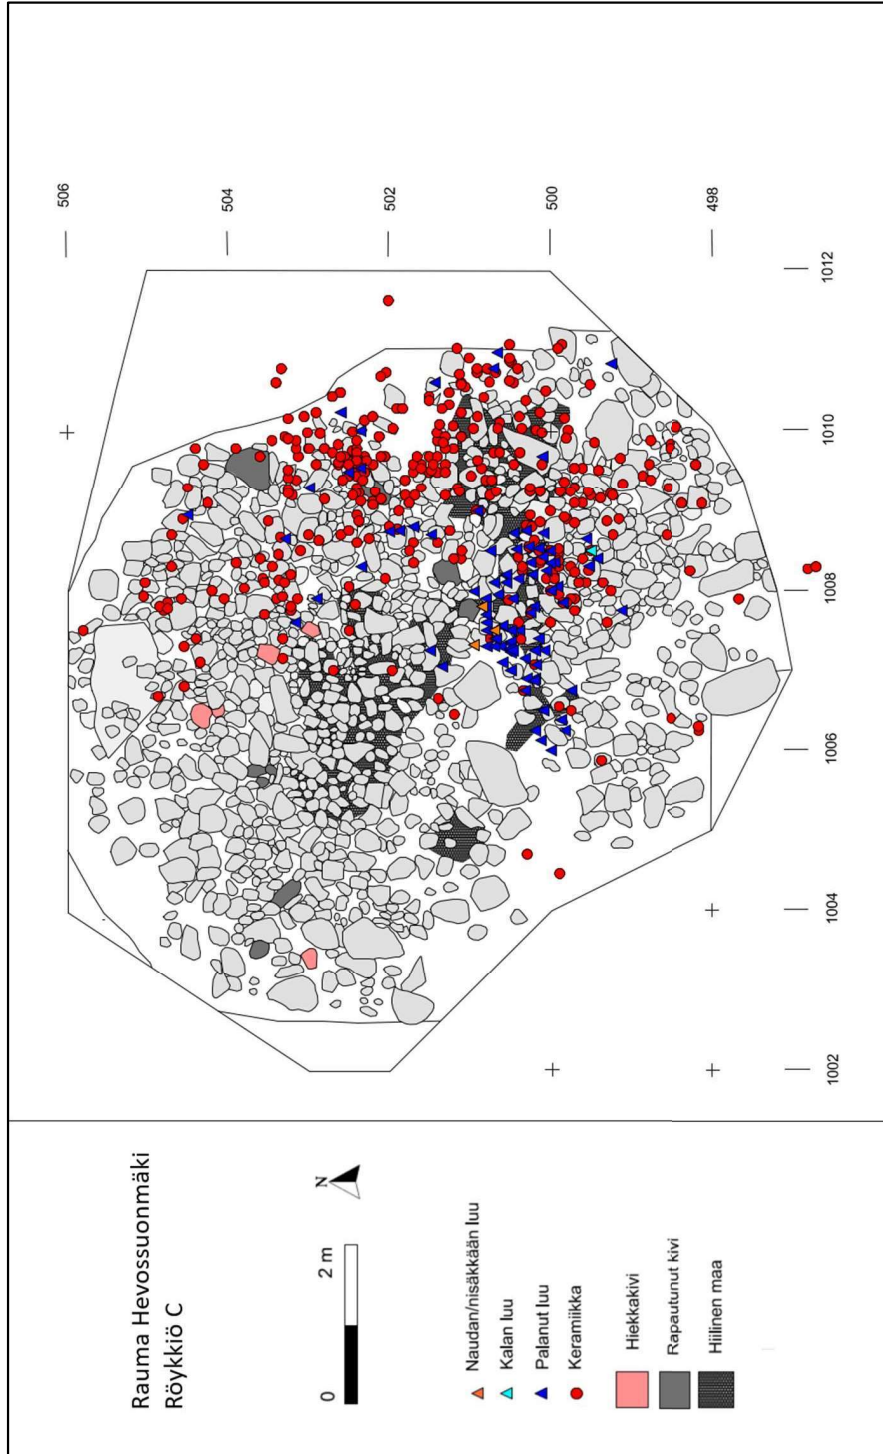 Rauma Hevossuonmäki
Röykkiö C
0
2 m
N
Naudan/nisäkkään luu
Kalan luu
Palanut luu
Keramiikka
Hiekkakivi
Rapautunut kivi
Hiilinen maa
506
504
502
500
498
1002
1004
1006
1008
1010
1012